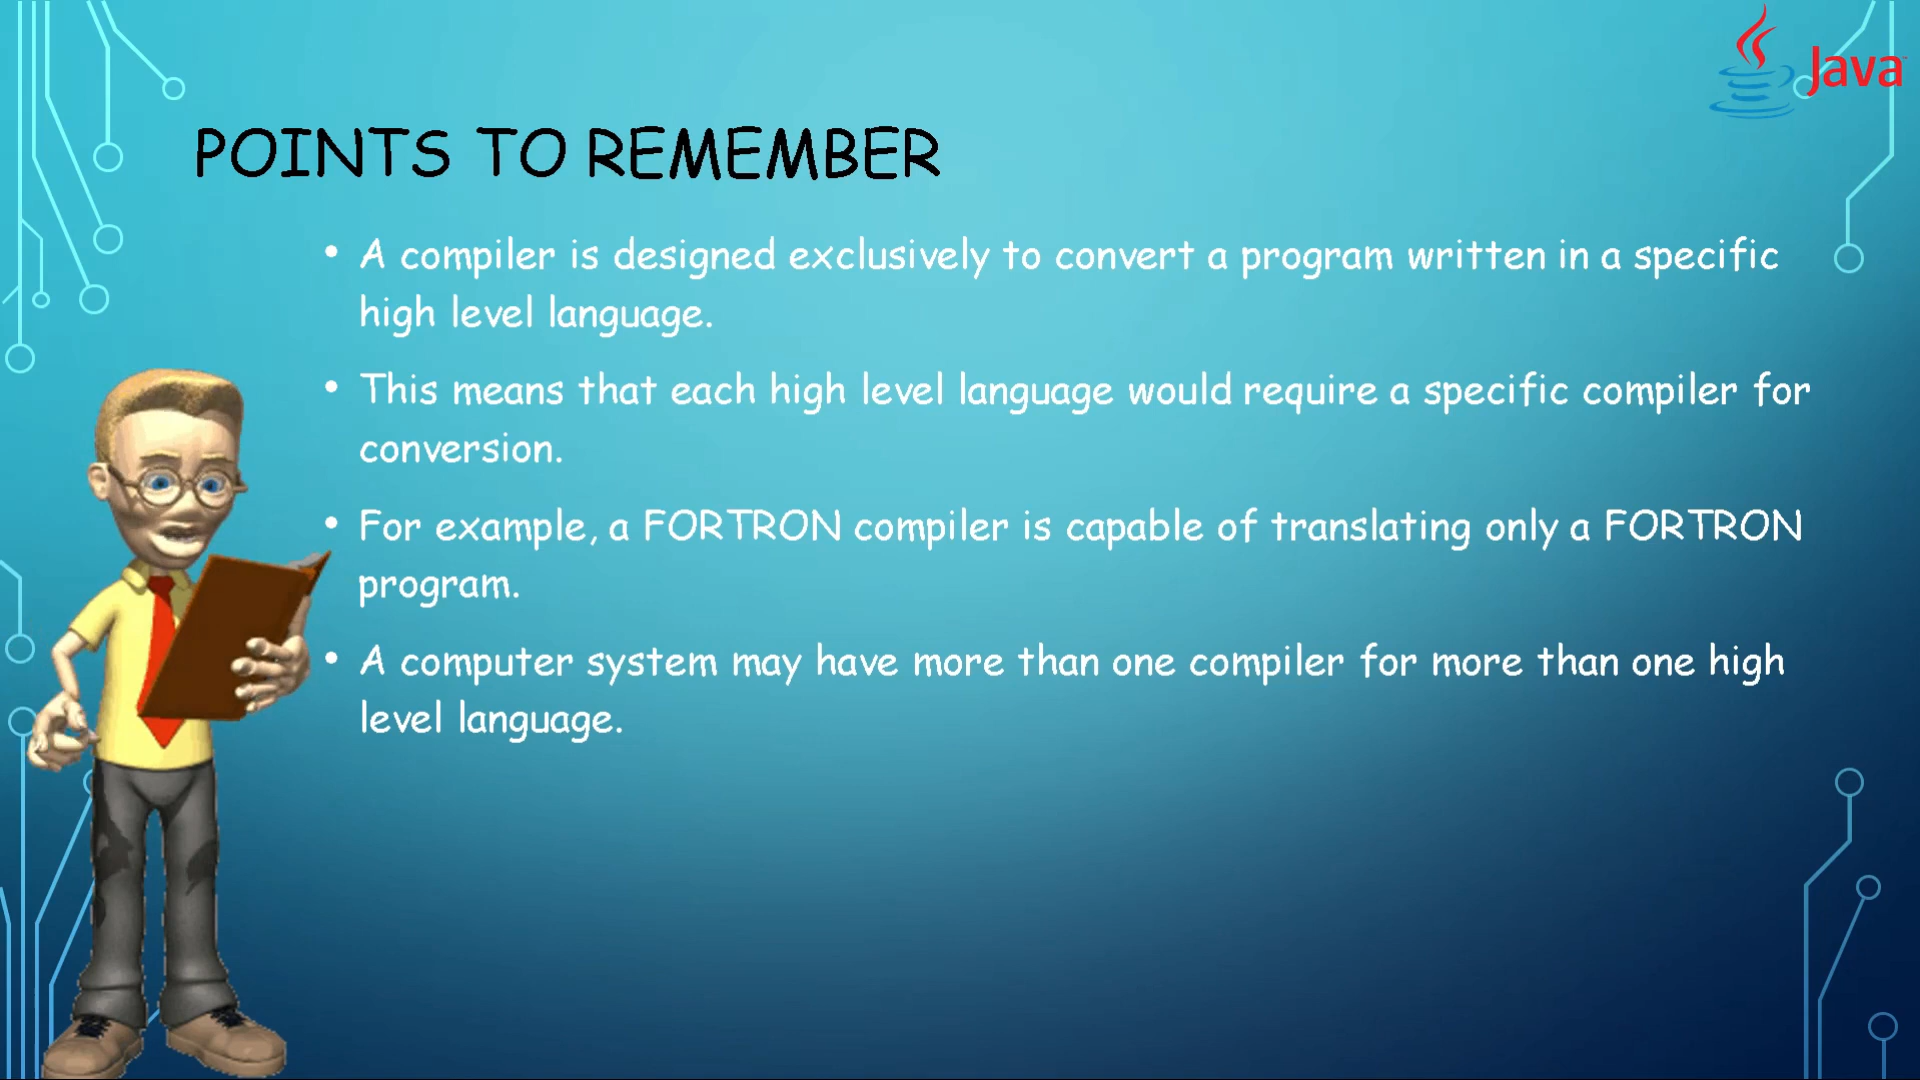 Java
POINTS TO REMEMBER
• A compiler is designed exclusively to convert a program written in a specific
high level language.
• This means that each high level language would require a specific compiler for
conversion.
• For example, a FORTRON compiler is capable of translating only a FORTRON
program.
• A computer system may have more than one compiler for more than one high
level language.